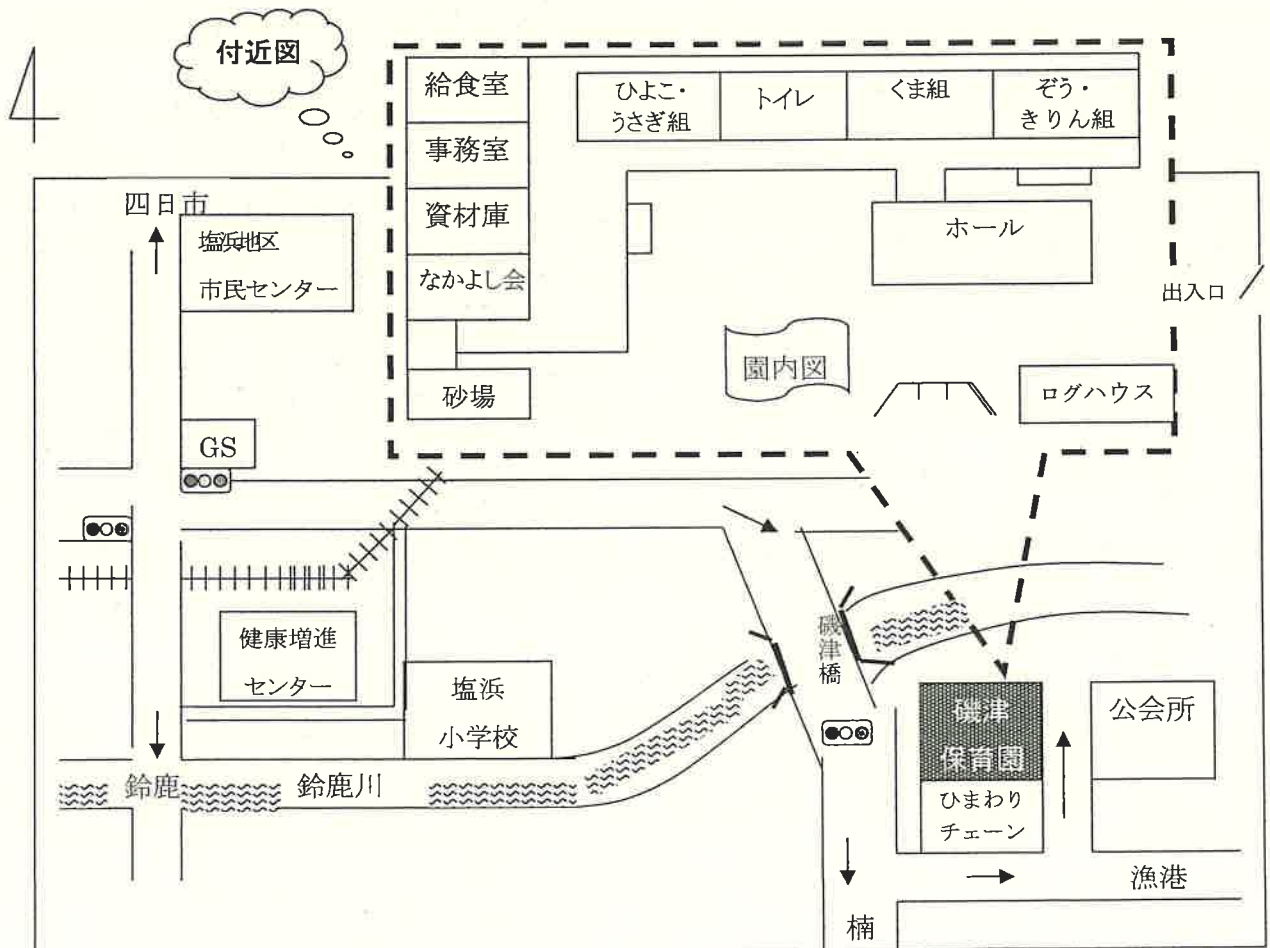 付近図
給食室
事務室
資材庫
なかよし会
砂場
ひよこ・
うさぎ組
トイレ
くま組
ぞう・
きりん組
ホール
出入口
園内図
ログハウス
四日市
塩浜地区
市民センター
GS
健康増進
センター
塩浜
小学校
磯津橋
磯津
保育園
ひまわり
チェーン
公会所
鈴鹿
鈴鹿川
漁港
楠